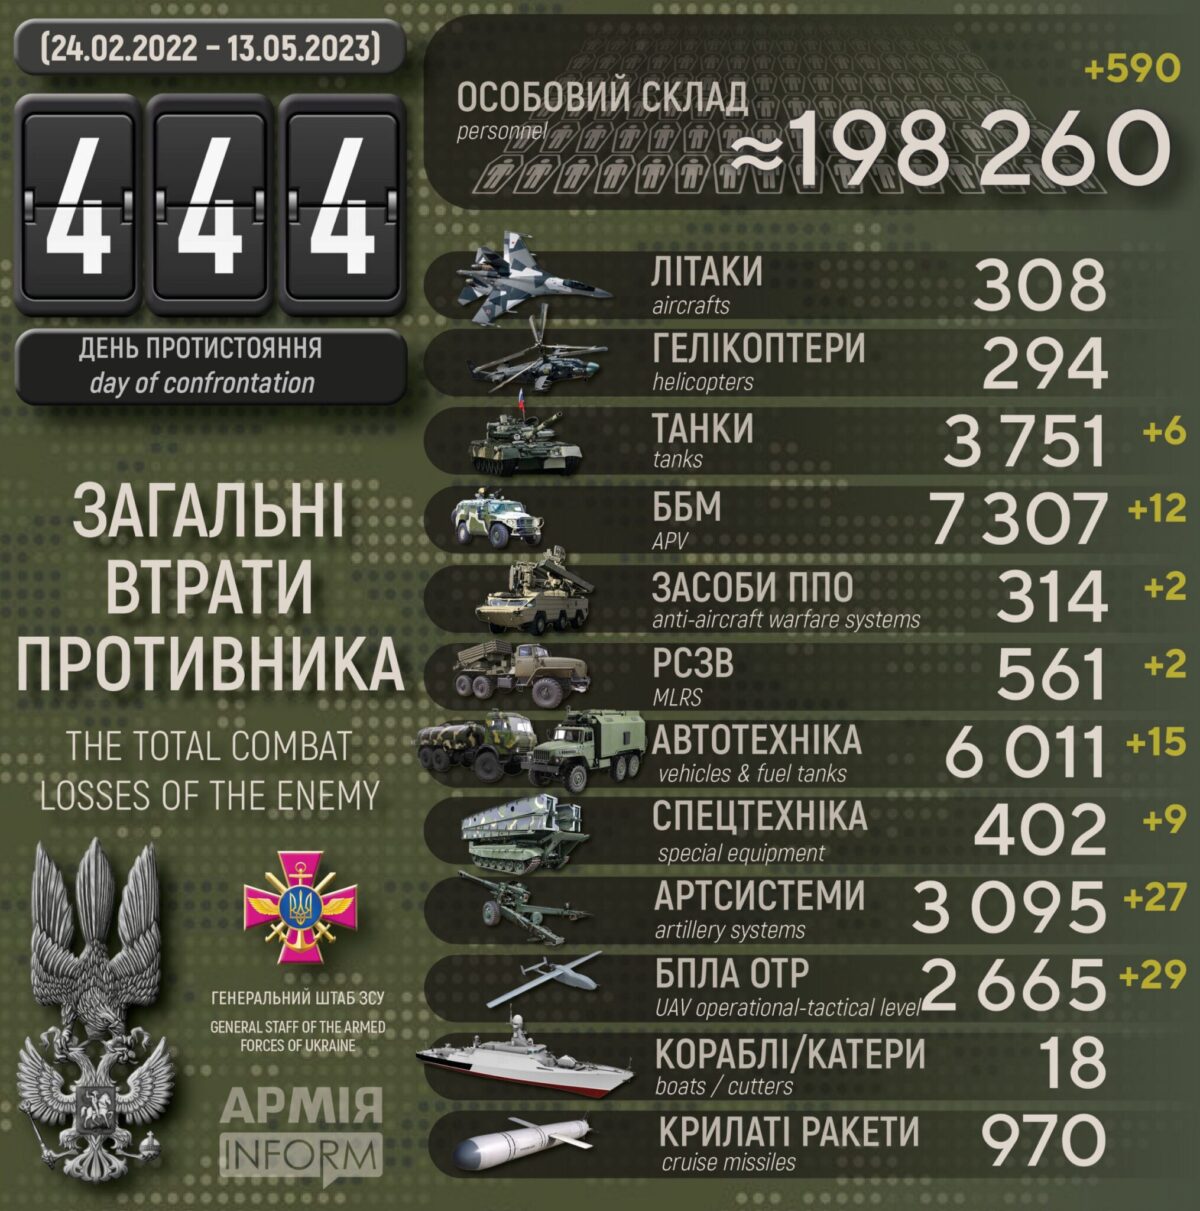 (24.02.2022 – 13.05.2023)
444
ДЕНЬ ПРОТИСТОЯННЯ
day of confrontation
ЗАГАЛЬНІ
ВТРАТИ
ПРОТИВНИКА
THE TOTAL COMBAT
LOSSES OF THE ENEMY
ГЕНЕРАЛЬНИЙ ШТАБ ЗСУ
GENERAL STAFF OF THE ARMED
FORCES OF UKRAINE
АРМІЯ
INFORM
+590
ОСОБОВИЙ СКЛАД
personnel
≈198 260
ЛІТАКИ
aircrafts
308
ГЕЛІКОПТЕРИ
helicopters
294
ТАНКИ
tanks
3 751 +6
ББМ
APV
7 307 +12
ЗАСОБИ ППО
anti-aircraft warfare systems
314 +2
РСЗВ
MLRS
561 +2
АВТОТЕХНІКА
vehicles & fuel tanks
6 011 +15
СПЕЦТЕХНІКА
special equipment
402 +9
АРТСИСТЕМИ
artillery systems
3 095 +27
БПЛА ОТР
UAV operational-tactical level
2 665 +29
КОРАБЛІ/КАТЕРИ
boats / cutters
18
КРИЛАТІ РАКЕТИ
cruise missiles
970